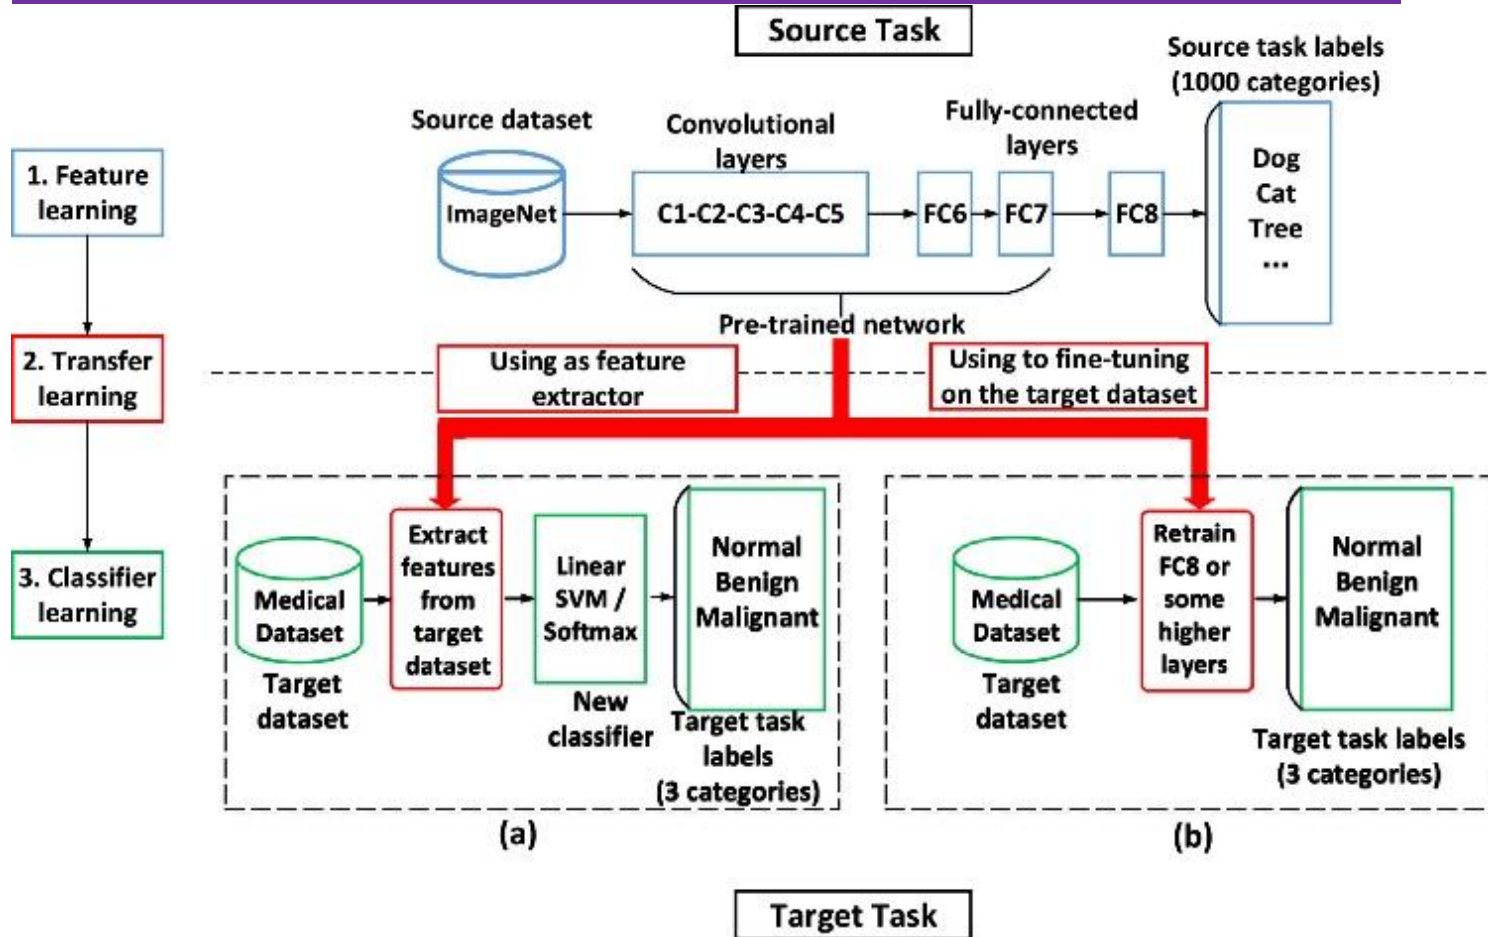 Source Task
Source task labels
(1000 categories)
Source dataset
Convolutional
layers
Fully-connected
layers
1. Feature
learning
ImageNet
C1-C2-C3-C4-C5
FC6
FC7
FC8
Dog
Cat
Tree
...
Pre-trained network
2. Transfer
learning
Using as feature
extractor
Using to fine-tuning
on the target dataset
3. Classifier
learning
Medical
Dataset
Target
dataset
Extract
features
from
target
dataset
Linear
SVM /
Softmax
New
classifier
Normal
Benign
Malignant
Target task
labels
(3 categories)
(a)
Medical
Dataset
Target
dataset
Retrain
FC8 or
some
higher
layers
Normal
Benign
Malignant
Target task labels
(3 categories)
(b)
Target Task